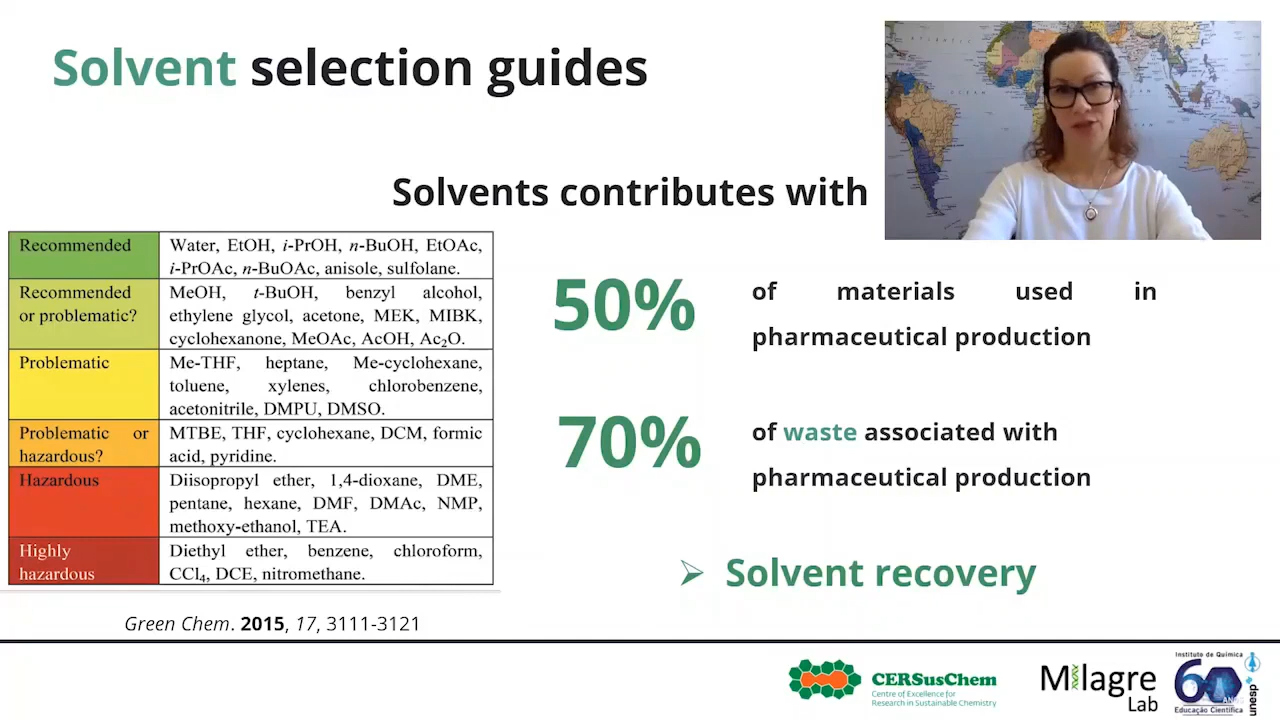 Solvent selection guides
Solvents contributes with
Recommended
Water, EtOH, i-PrOH, n-BuOH, EtOAc,
i-PrOAc, n-BuOAc, anisole, sulfolane.
Recommended
or problematic?
MeOH, t-BuOH, benzyl alcohol,
ethylene glycol, acetone, MEK, MIBK,
cyclohexanone, MeOAc, AcOH, Ac₂O.
Problematic
Me-THF, heptane, Me-cyclohexane,
toluene, xylenes, chlorobenzene,
acetonitrile, DMPU, DMSO.
Problematic or
hazardous?
MTBE, THF, cyclohexane, DCM, formic
acid, pyridine.
Hazardous
Diisopropyl ether, 1,4-dioxane, DME,
pentane, hexane, DMF, DMAc, NMP,
methoxy-ethanol, TEA.
Highly
hazardous
Diethyl ether, benzene, chloroform,
CCl₄, DCE, nitromethane.
Green Chem. 2015, 17, 3111-3121
50%
of materials used in
pharmaceutical production
70%
of waste associated with
pharmaceutical production
➢ Solvent recovery
CERSusChem
Centre of Excellence for
Research in Sustainable Chemistry
Milagre
Lab
Instituto de Química
60
ANOS
Educação Científica
unesp